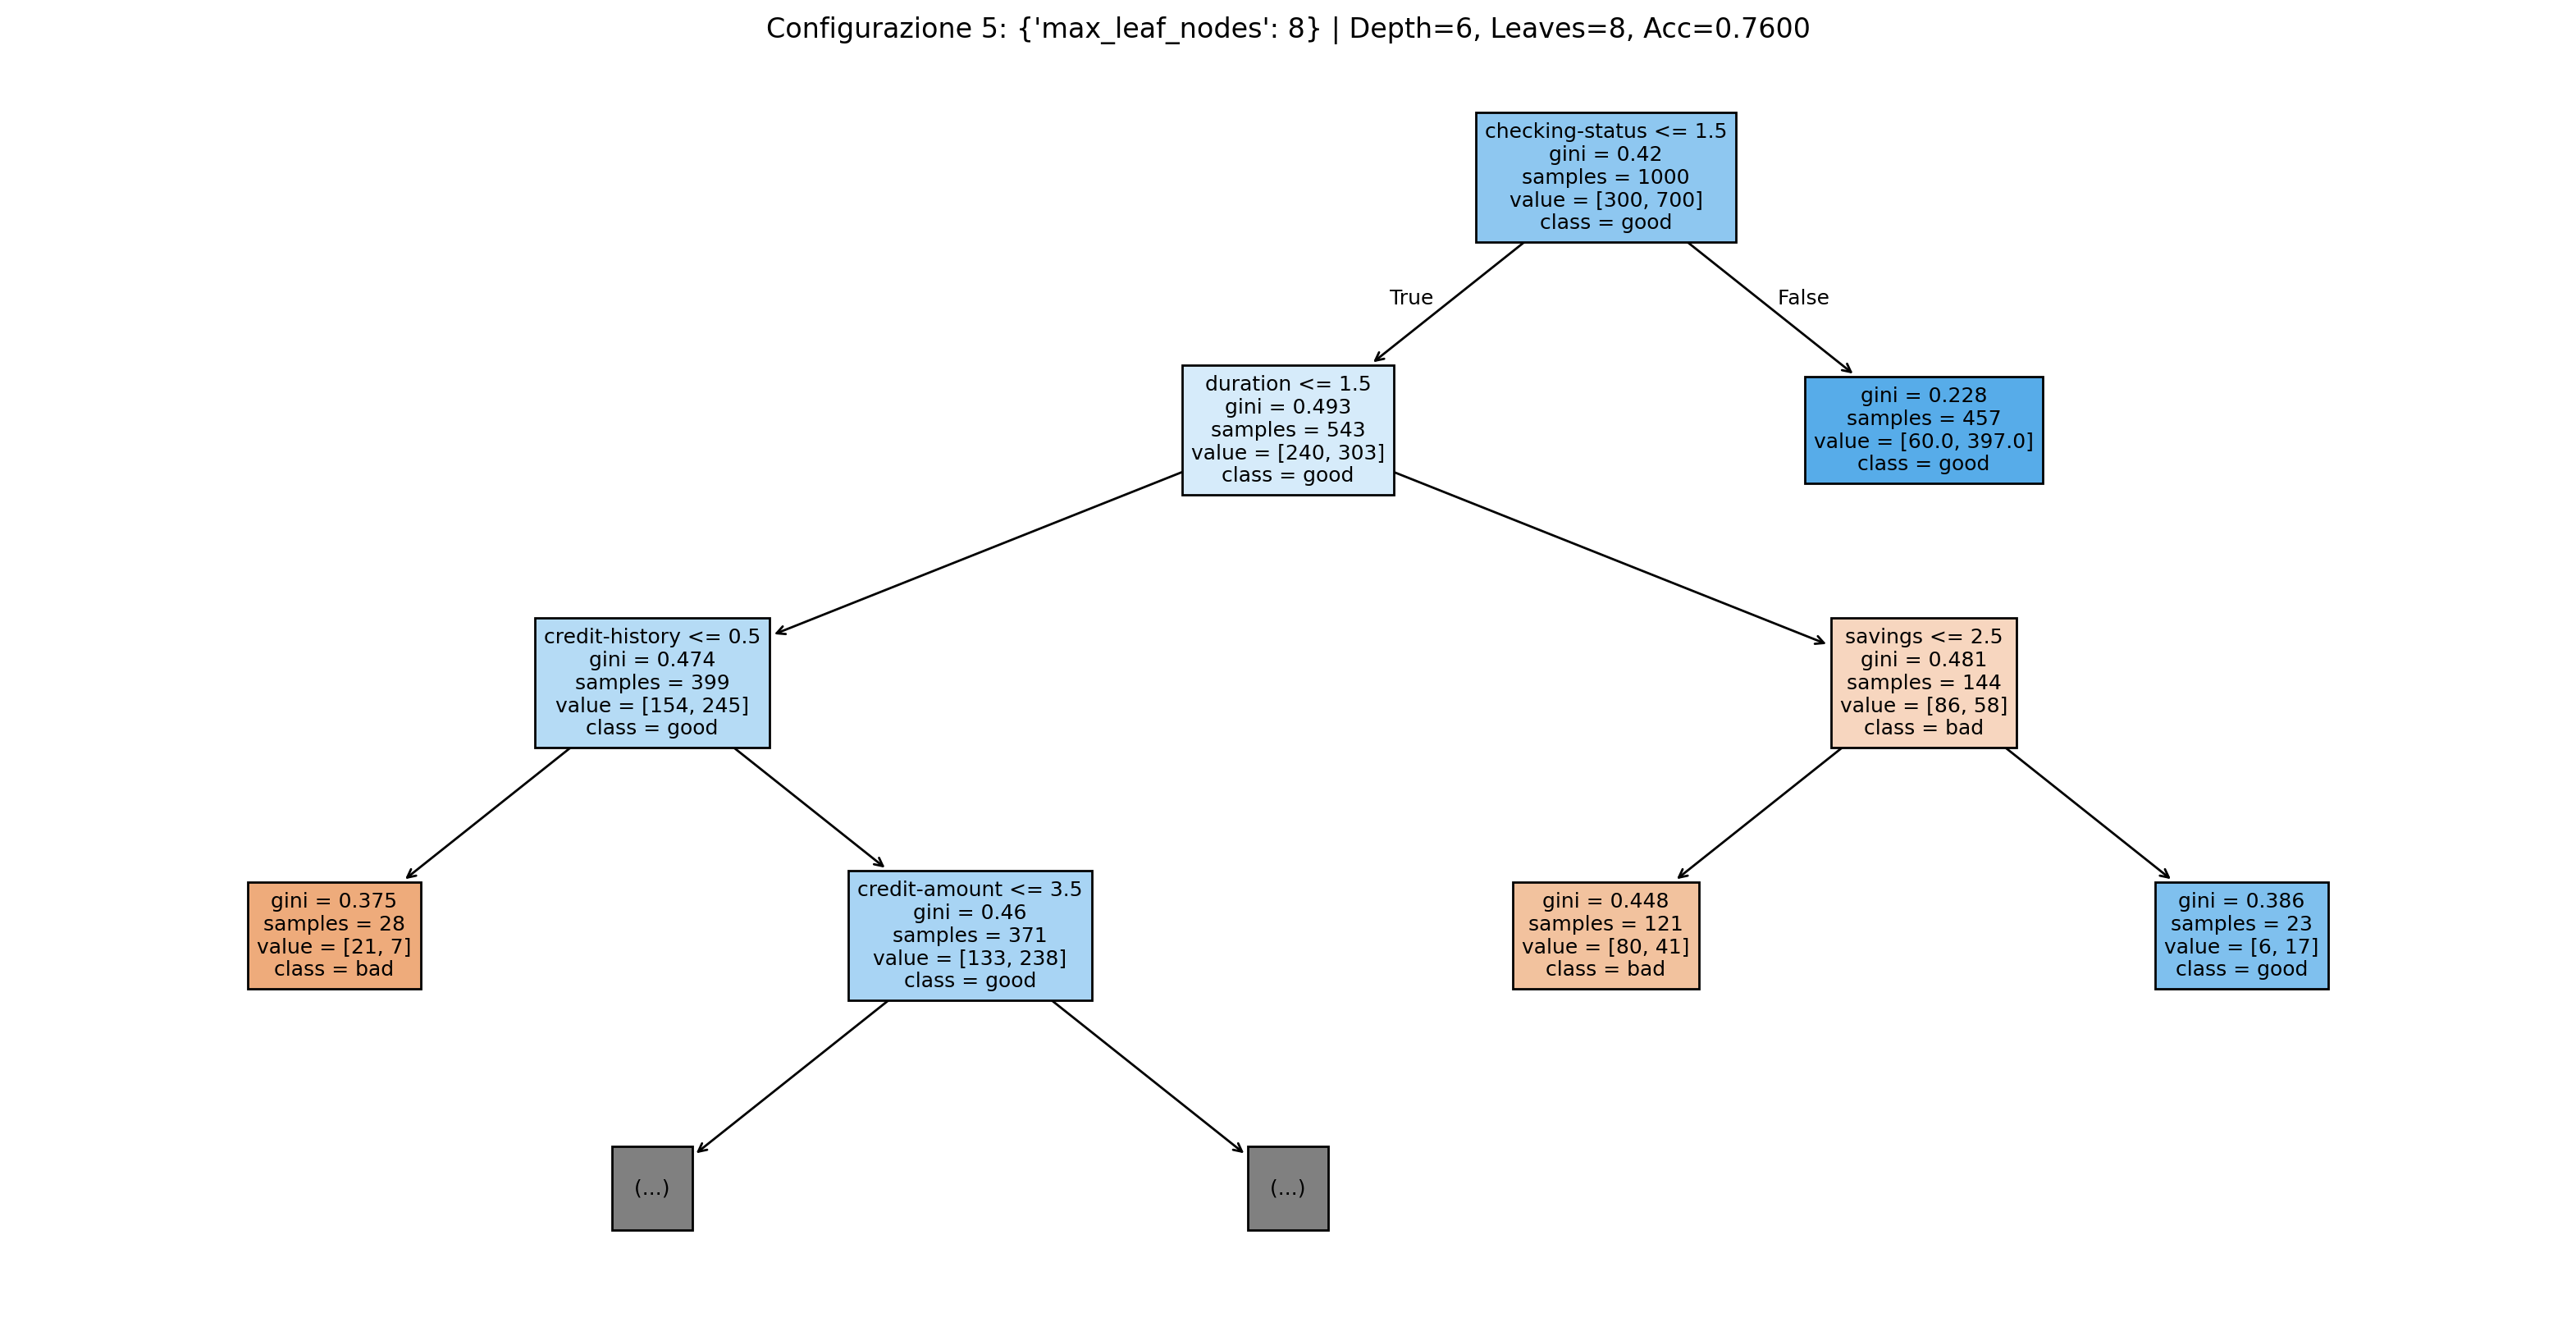 Configurazione 5: {'max_leaf_nodes': 8} | Depth=6, Leaves=8, Acc=0.7600
checking-status <= 1.5
gini = 0.42
samples = 1000
value = [300, 700]
class = good
True
False
duration <= 1.5
gini = 0.493
samples = 543
value = [240, 303]
class = good
gini = 0.228
samples = 457
value = [60.0, 397.0]
class = good
credit-history <= 0.5
gini = 0.474
samples = 399
value = [154, 245]
class = good
savings <= 2.5
gini = 0.481
samples = 144
value = [86, 58]
class = bad
gini = 0.375
samples = 28
value = [21, 7]
class = bad
credit-amount <= 3.5
gini = 0.46
samples = 371
value = [133, 238]
class = good
gini = 0.448
samples = 121
value = [80, 41]
class = bad
gini = 0.386
samples = 23
value = [6, 17]
class = good
(...)
(...)